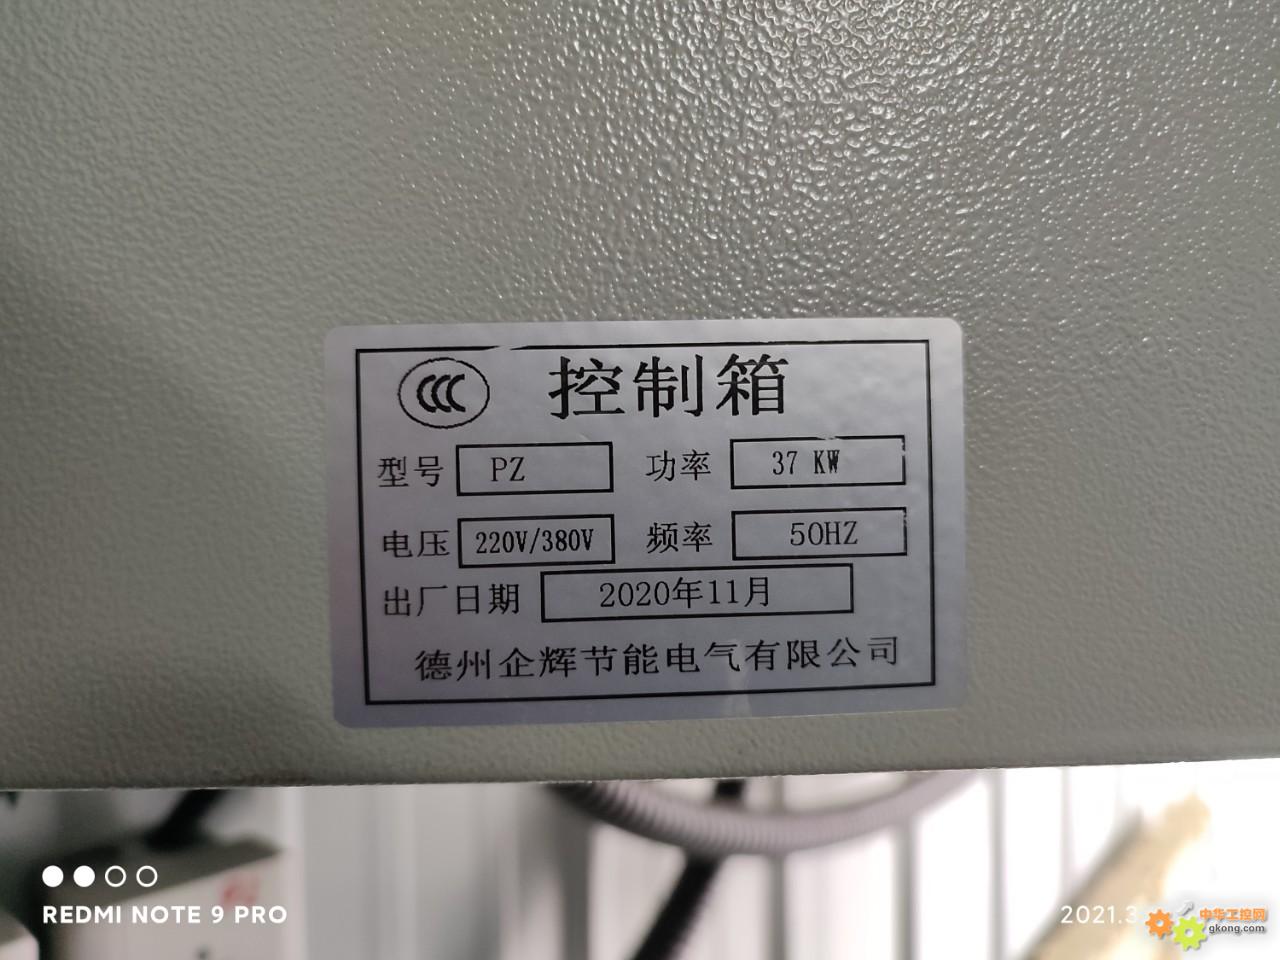 CCC 控制箱
型号 PZ 功率 37 KW
电压 220V/380V 频率 50HZ
出厂日期 2020年11月
德州企辉节能电气有限公司
REDMI NOTE 9 PRO
2021.3
中华工控网
gkong.com